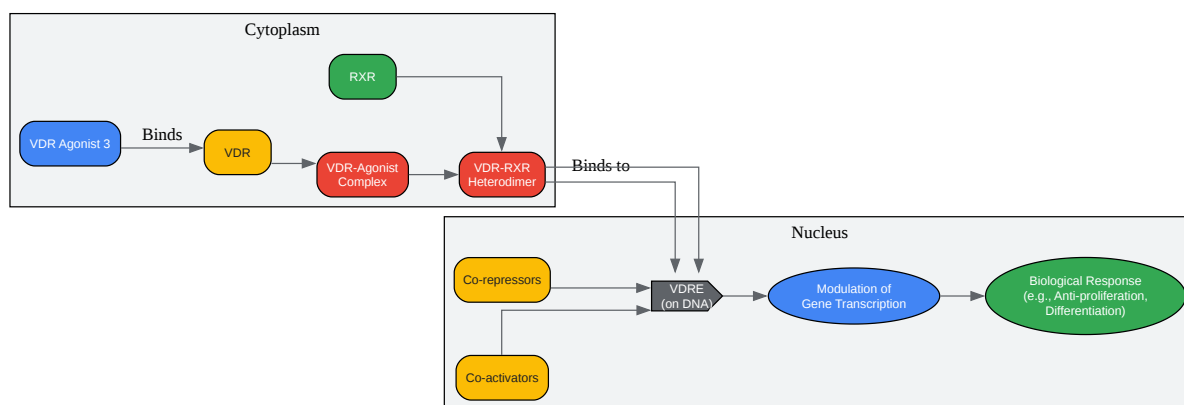 Cytoplasm
RXR
VDR Agonist 3
Binds
VDR
VDR-Agonist
Complex
VDR-RXR
Heterodimer
Binds to
Nucleus
Co-repressors
VDRE
(on DNA)
Modulation of
Gene Transcription
Biological Response
(e.g., Anti-proliferation,
Differentiation)
Co-activators